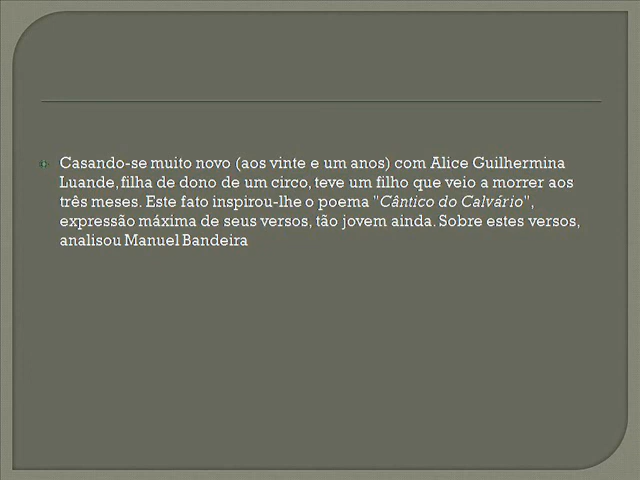 Casando-se muito novo (aos vinte e um anos) com Alice Guilhermina
Luande, filha de dono de um circo, teve um filho que veio a morrer aos
três meses. Este fato inspirou-lhe o poema "Cântico do Calvário",
expressão máxima de seus versos, tão jovem ainda. Sobre estes versos,
analisou Manuel Bandeira